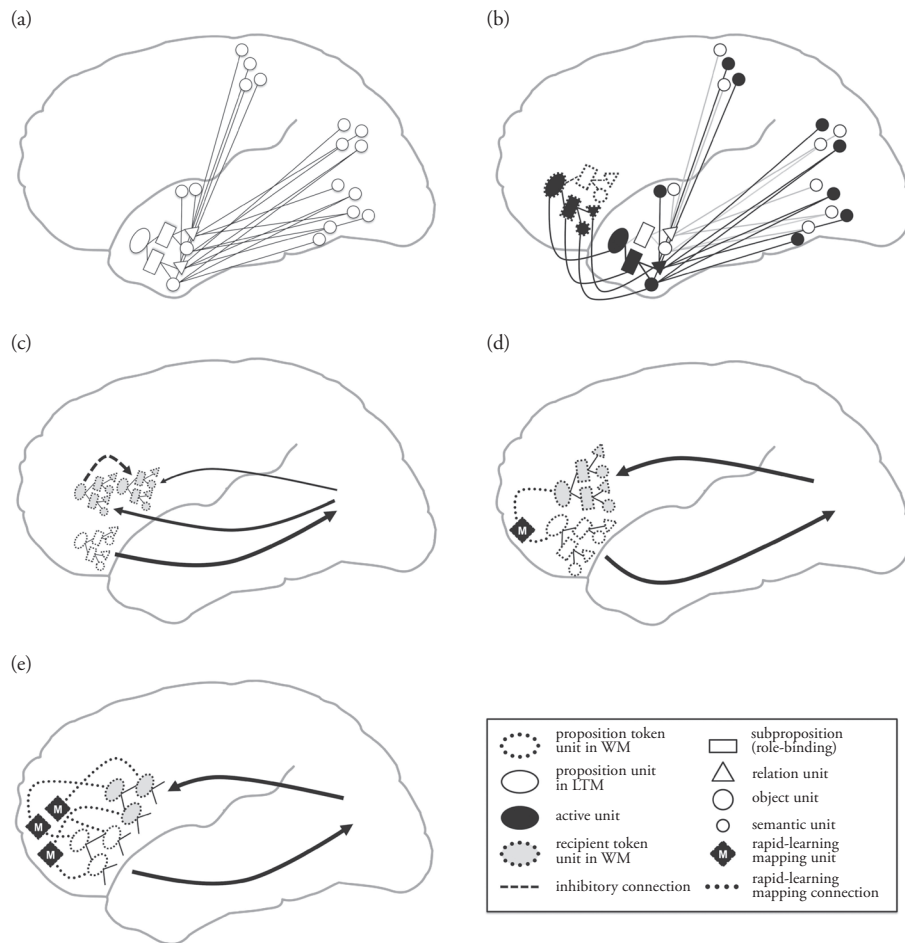 (a)
(b)
(c)
(d)
M
(e)
M
M
M
proposition token
unit in WM
proposition unit
in LTM
active unit
recipient token
unit in WM
inhibitory connection
subproposition
(role-binding)
relation unit
object unit
semantic unit
M
rapid-learning
mapping unit
rapid-learning
mapping connection